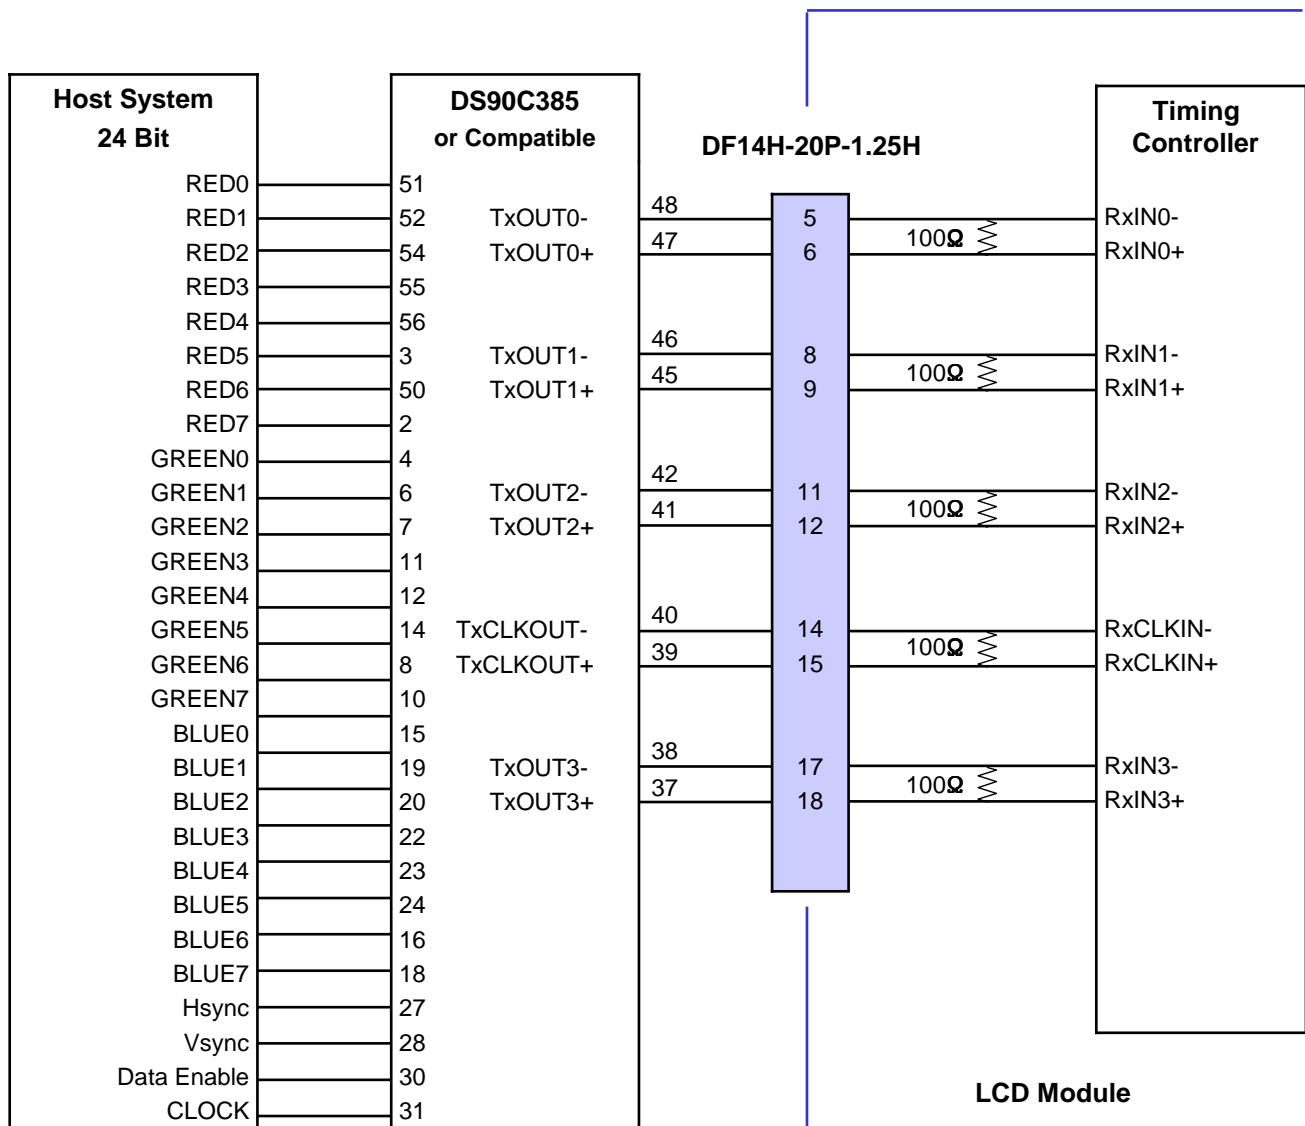 Host System
24 Bit
DS90C385
or Compatible
DF14H-20P-1.25H
Timing
Controller
RED0 51
RED1 52 TxOUT0- 48 5 RxIN0-
100Ω
RED2 54 TxOUT0+ 47 6 RxIN0+
RED3 55
RED4 56
RED5 3 TxOUT1- 46 8 RxIN1-
100Ω
RED6 50 TxOUT1+ 45 9 RxIN1+
RED7 2
GREEN0 4
GREEN1 6 TxOUT2- 42 11 RxIN2-
100Ω
GREEN2 7 TxOUT2+ 41 12 RxIN2+
GREEN3 11
GREEN4 12
GREEN5 14 TxCLKOUT- 40 14 RxCLKIN-
100Ω
GREEN6 8 TxCLKOUT+ 39 15 RxCLKIN+
GREEN7 10
BLUE0 15
BLUE1 19 TxOUT3- 38 17 RxIN3-
100Ω
BLUE2 20 TxOUT3+ 37 18 RxIN3+
BLUE3 22
BLUE4 23
BLUE5 24
BLUE6 16
BLUE7 18
Hsync 27
Vsync 28
Data Enable 30
CLOCK 31
LCD Module